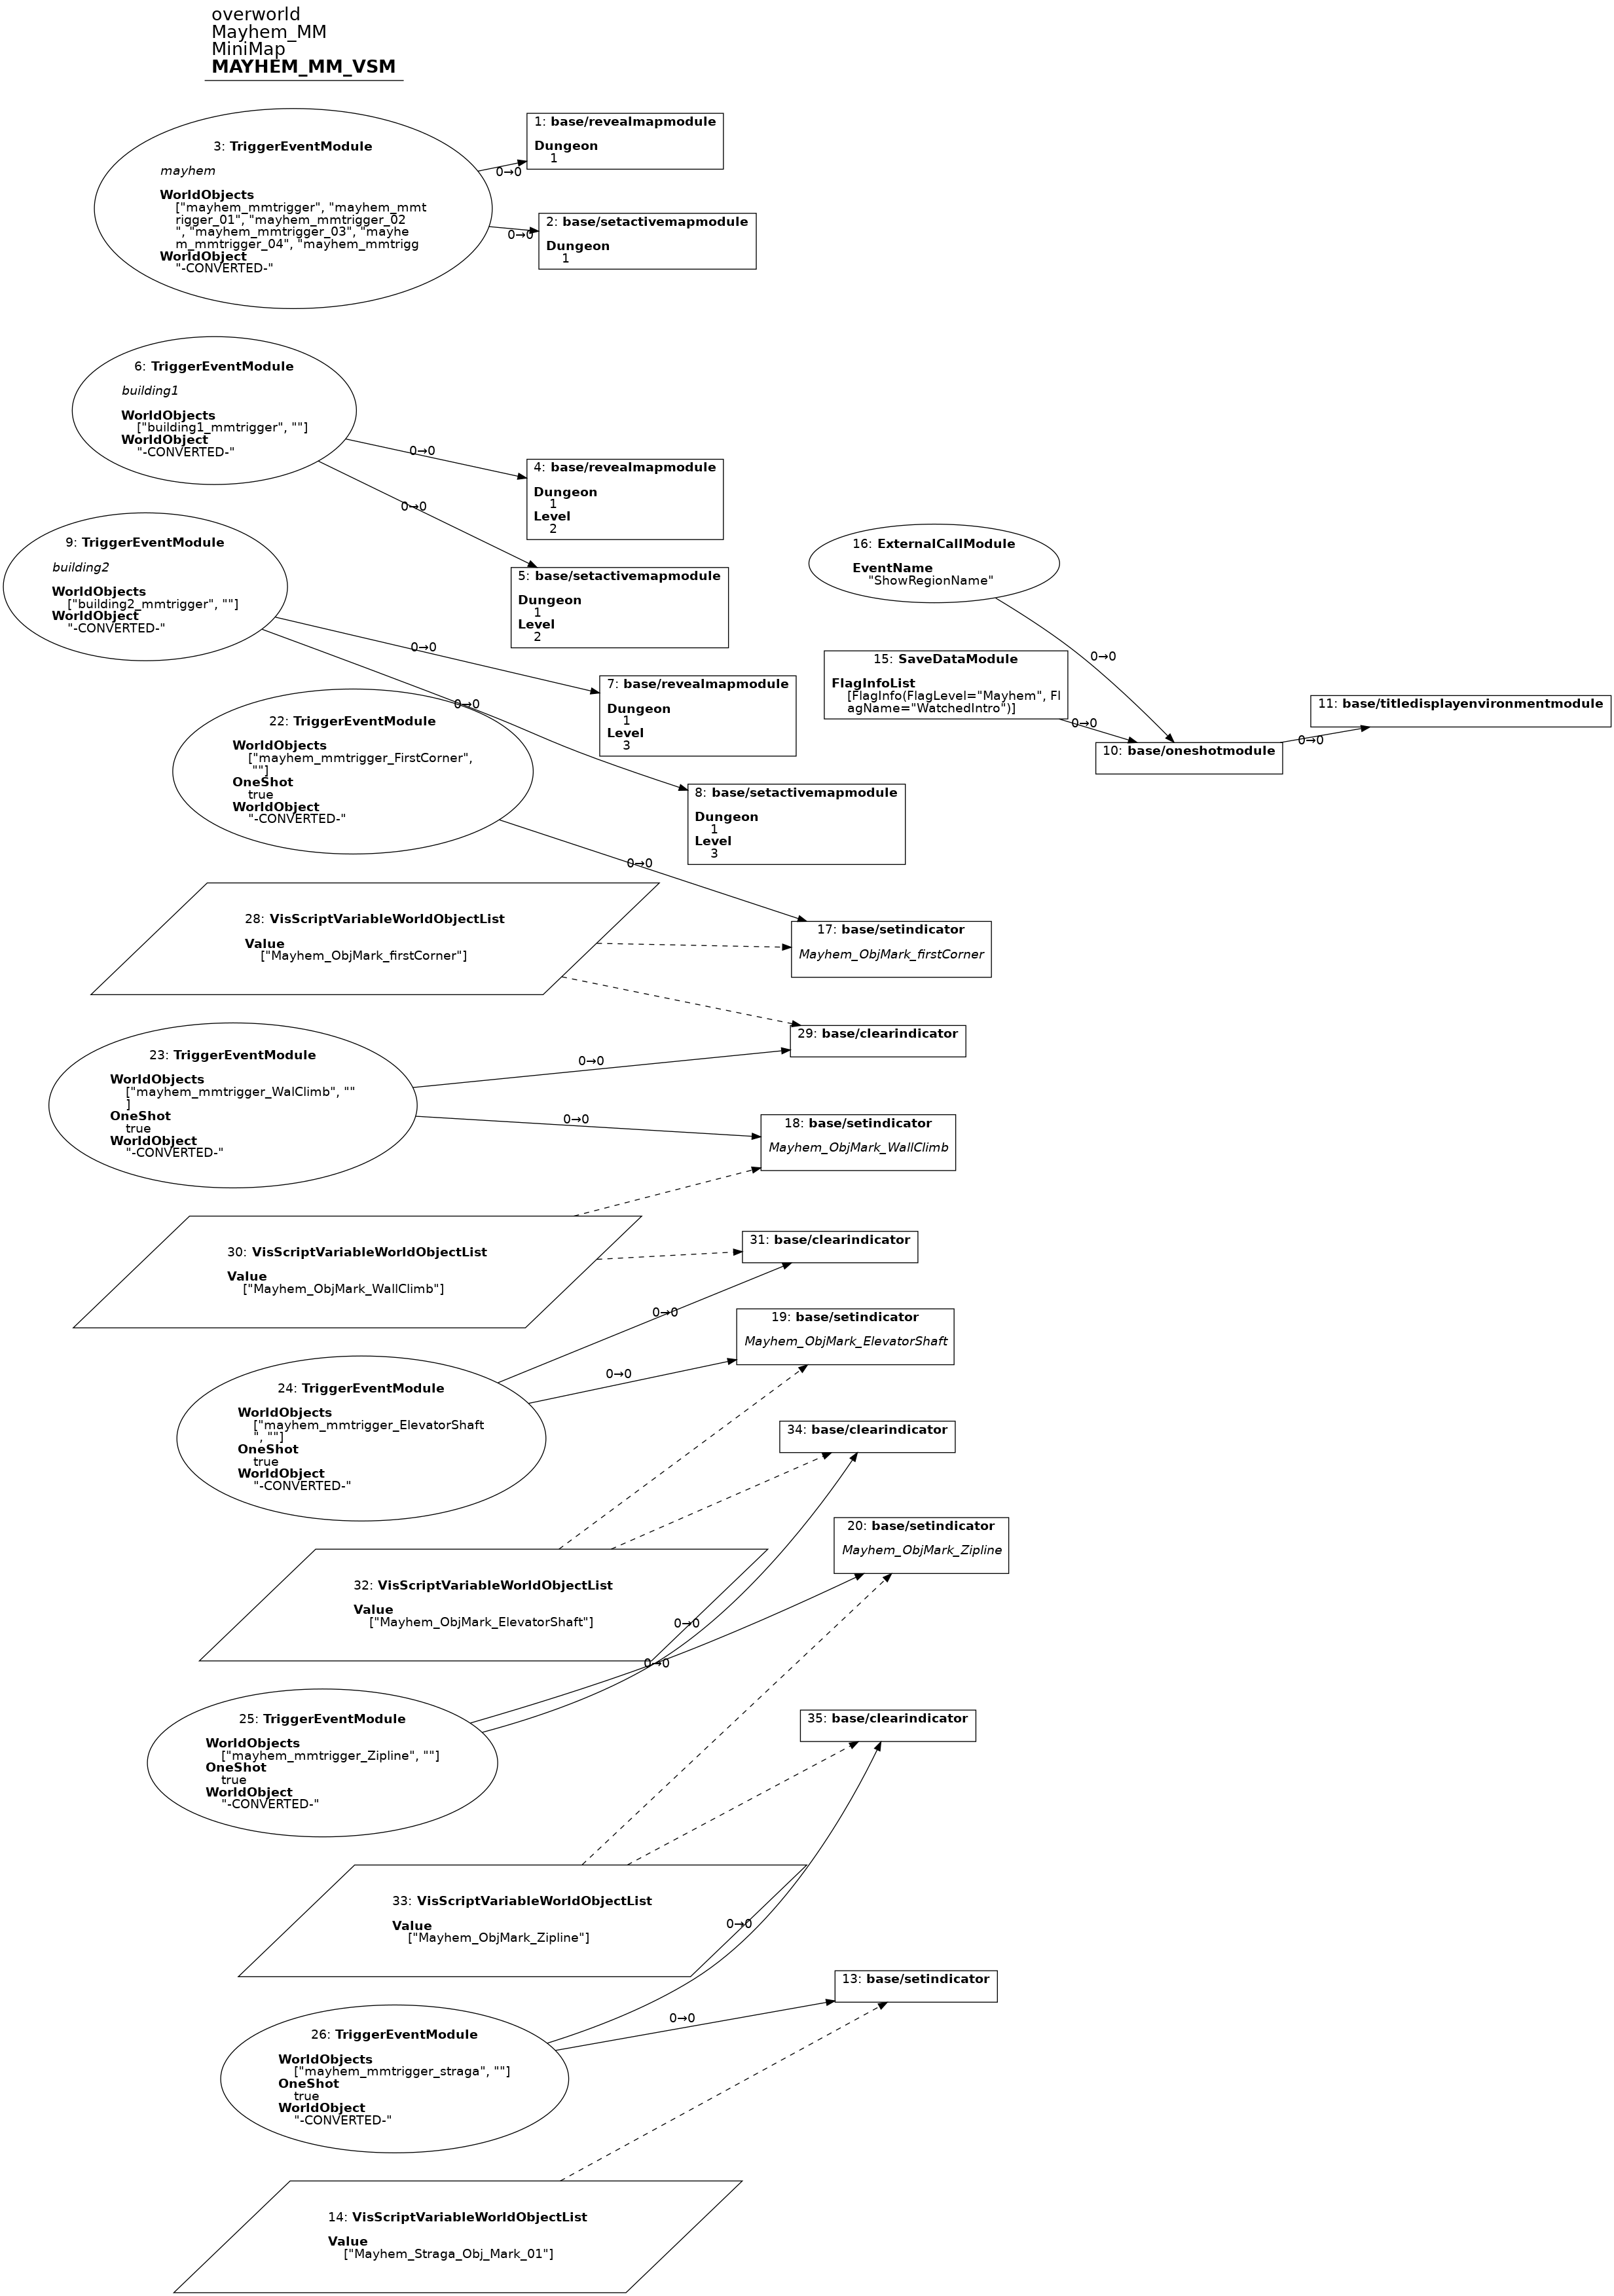 overworld
Mayhem_MM
MiniMap
MAYHEM_MM_VSM
3: TriggerEventModule
mayhem
WorldObjects
["mayhem_mmtrigger", "mayhem_mmt
rigger_01", "mayhem_mmtrigger_02
", "mayhem_mmtrigger_03", "mayhe
m_mmtrigger_04", "mayhem_mmtrigg
WorldObject
"-CONVERTED-"
0→0
1: base/revealmapmodule
Dungeon
1
0→0
2: base/setactivemapmodule
Dungeon
1
6: TriggerEventModule
building1
WorldObjects
["building1_mmtrigger", ""]
WorldObject
"-CONVERTED-"
0→0
4: base/revealmapmodule
Dungeon
1
Level
2
0→0
5: base/setactivemapmodule
Dungeon
1
Level
2
9: TriggerEventModule
building2
WorldObjects
["building2_mmtrigger", ""]
WorldObject
"-CONVERTED-"
0→0
7: base/revealmapmodule
Dungeon
1
Level
3
0→0
8: base/setactivemapmodule
Dungeon
1
Level
3
16: ExternalCallModule
EventName
"ShowRegionName"
0→0
15: SaveDataModule
FlagInfoList
[FlagInfo(FlagLevel="Mayhem", Fl
agName="WatchedIntro")]
0→0
10: base/oneshotmodule
0→0
11: base/titledisplayenvironmentmodule
22: TriggerEventModule
WorldObjects
["mayhem_mmtrigger_FirstCorner",
""]
OneShot
true
WorldObject
"-CONVERTED-"
0→0
17: base/setindicator
Mayhem_ObjMark_firstCorner
28: VisScriptVariableWorldObjectList
Value
["Mayhem_ObjMark_firstCorner"]
29: base/clearindicator
23: TriggerEventModule
WorldObjects
["mayhem_mmtrigger_WalClimb", ""
]
OneShot
true
WorldObject
"-CONVERTED-"
0→0
0→0
18: base/setindicator
Mayhem_ObjMark_WallClimb
30: VisScriptVariableWorldObjectList
Value
["Mayhem_ObjMark_WallClimb"]
31: base/clearindicator
0→0
19: base/setindicator
Mayhem_ObjMark_ElevatorShaft
0→0
24: TriggerEventModule
WorldObjects
["mayhem_mmtrigger_ElevatorShaft
", ""]
OneShot
true
WorldObject
"-CONVERTED-"
34: base/clearindicator
20: base/setindicator
Mayhem_ObjMark_Zipline
32: VisScriptVariableWorldObjectList
Value
["Mayhem_ObjMark_ElevatorShaft"]
0→0
0→0
25: TriggerEventModule
WorldObjects
["mayhem_mmtrigger_Zipline", ""]
OneShot
true
WorldObject
"-CONVERTED-"
35: base/clearindicator
33: VisScriptVariableWorldObjectList
Value
["Mayhem_ObjMark_Zipline"]
0→0
13: base/setindicator
0→0
26: TriggerEventModule
WorldObjects
["mayhem_mmtrigger_straga", ""]
OneShot
true
WorldObject
"-CONVERTED-"
14: VisScriptVariableWorldObjectList
Value
["Mayhem_Straga_Obj_Mark_01"]